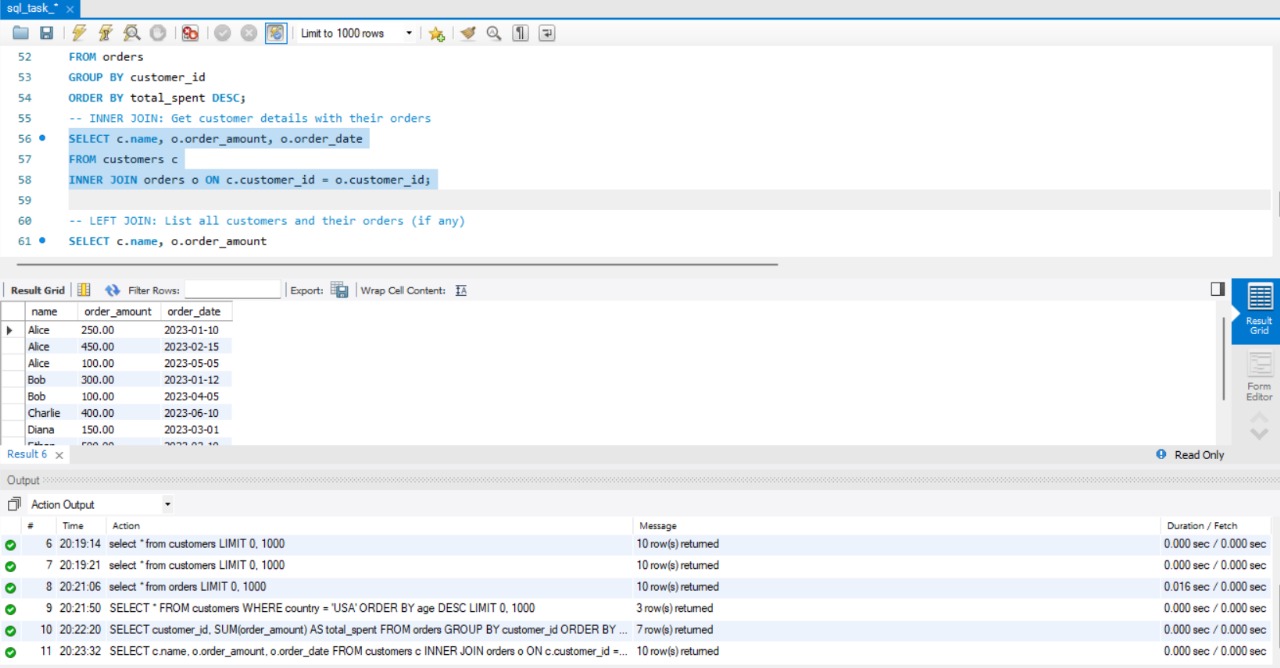 sql_task_* ×
Limit to 1000 rows
52 FROM orders
53 GROUP BY customer_id
54 ORDER BY total_spent DESC;
55 -- INNER JOIN: Get customer details with their orders
56 SELECT c.name, o.order_amount, o.order_date
57 FROM customers c
58 INNER JOIN orders o ON c.customer_id = o.customer_id;
59
60 -- LEFT JOIN: List all customers and their orders (if any)
61 SELECT c.name, o.order_amount
Result Grid Filter Rows: Export: Wrap Cell Content: IA
name order_amount order_date
Alice 250.00 2023-01-10
Alice 450.00 2023-02-15
Alice 100.00 2023-05-05
Bob 300.00 2023-01-12
Bob 100.00 2023-04-05
Charlie 400.00 2023-06-10
Diana 150.00 2023-03-01
Result Grid
Form Editor
Result 6 × Read Only
Output
Action Output
# Time Action Message Duration / Fetch
6 20:19:14 select * from customers LIMIT 0, 1000 10 row(s) returned 0.000 sec / 0.000 sec
7 20:19:21 select * from customers LIMIT 0, 1000 10 row(s) returned 0.000 sec / 0.000 sec
8 20:21:06 select * from orders LIMIT 0, 1000 10 row(s) returned 0.016 sec / 0.000 sec
9 20:21:50 SELECT * FROM customers WHERE country = 'USA' ORDER BY age DESC LIMIT 0, 1000 3 row(s) returned 0.000 sec / 0.000 sec
10 20:22:20 SELECT customer_id, SUM(order_amount) AS total_spent FROM orders GROUP BY customer_id ORDER BY ... 7 row(s) returned 0.000 sec / 0.000 sec
11 20:23:32 SELECT c.name, o.order_amount, o.order_date FROM customers c INNER JOIN orders o ON c.customer_id =... 10 row(s) returned 0.000 sec / 0.000 sec